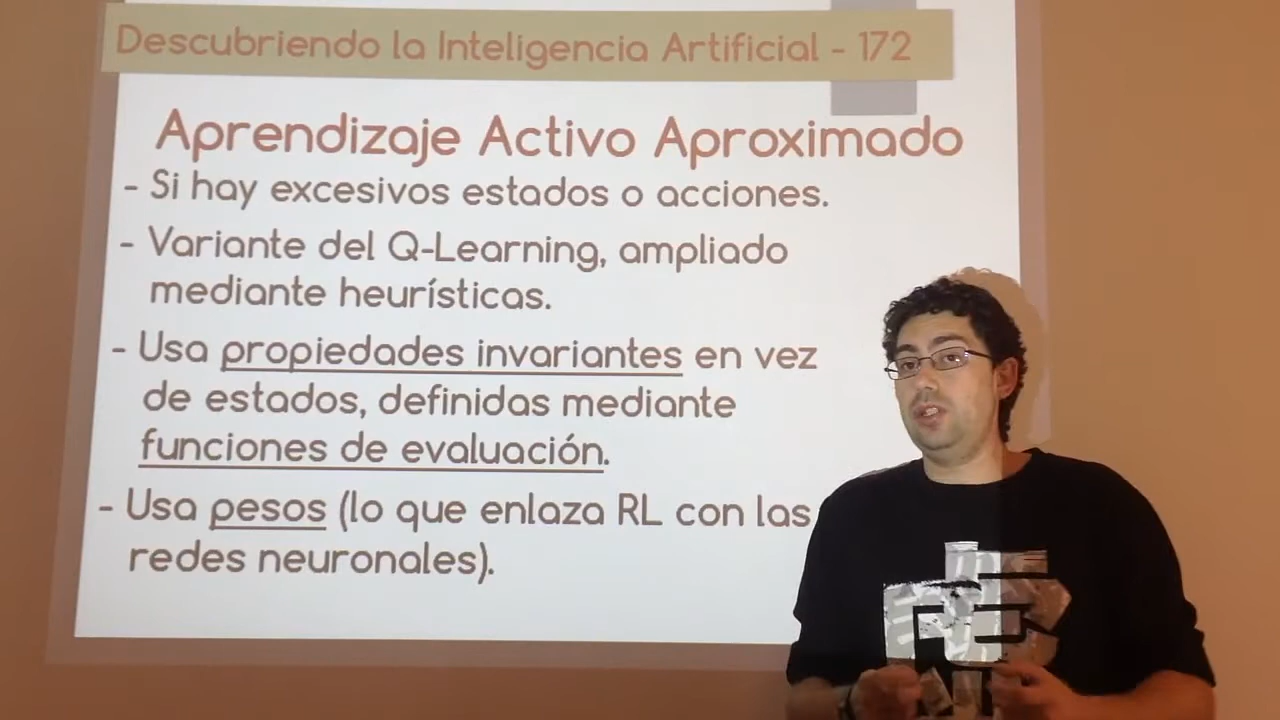 Descubriendo la Inteligencia Artificial - 172
Aprendizaje Activo Aproximado
- Si hay excesivos estados o acciones.
- Variante del Q-Learning, ampliado
mediante heurísticas.
- Usa propiedades invariantes en vez
de estados, definidas mediante
funciones de evaluación.
- Usa pesos (lo que enlaza RL con las
redes neuronales).